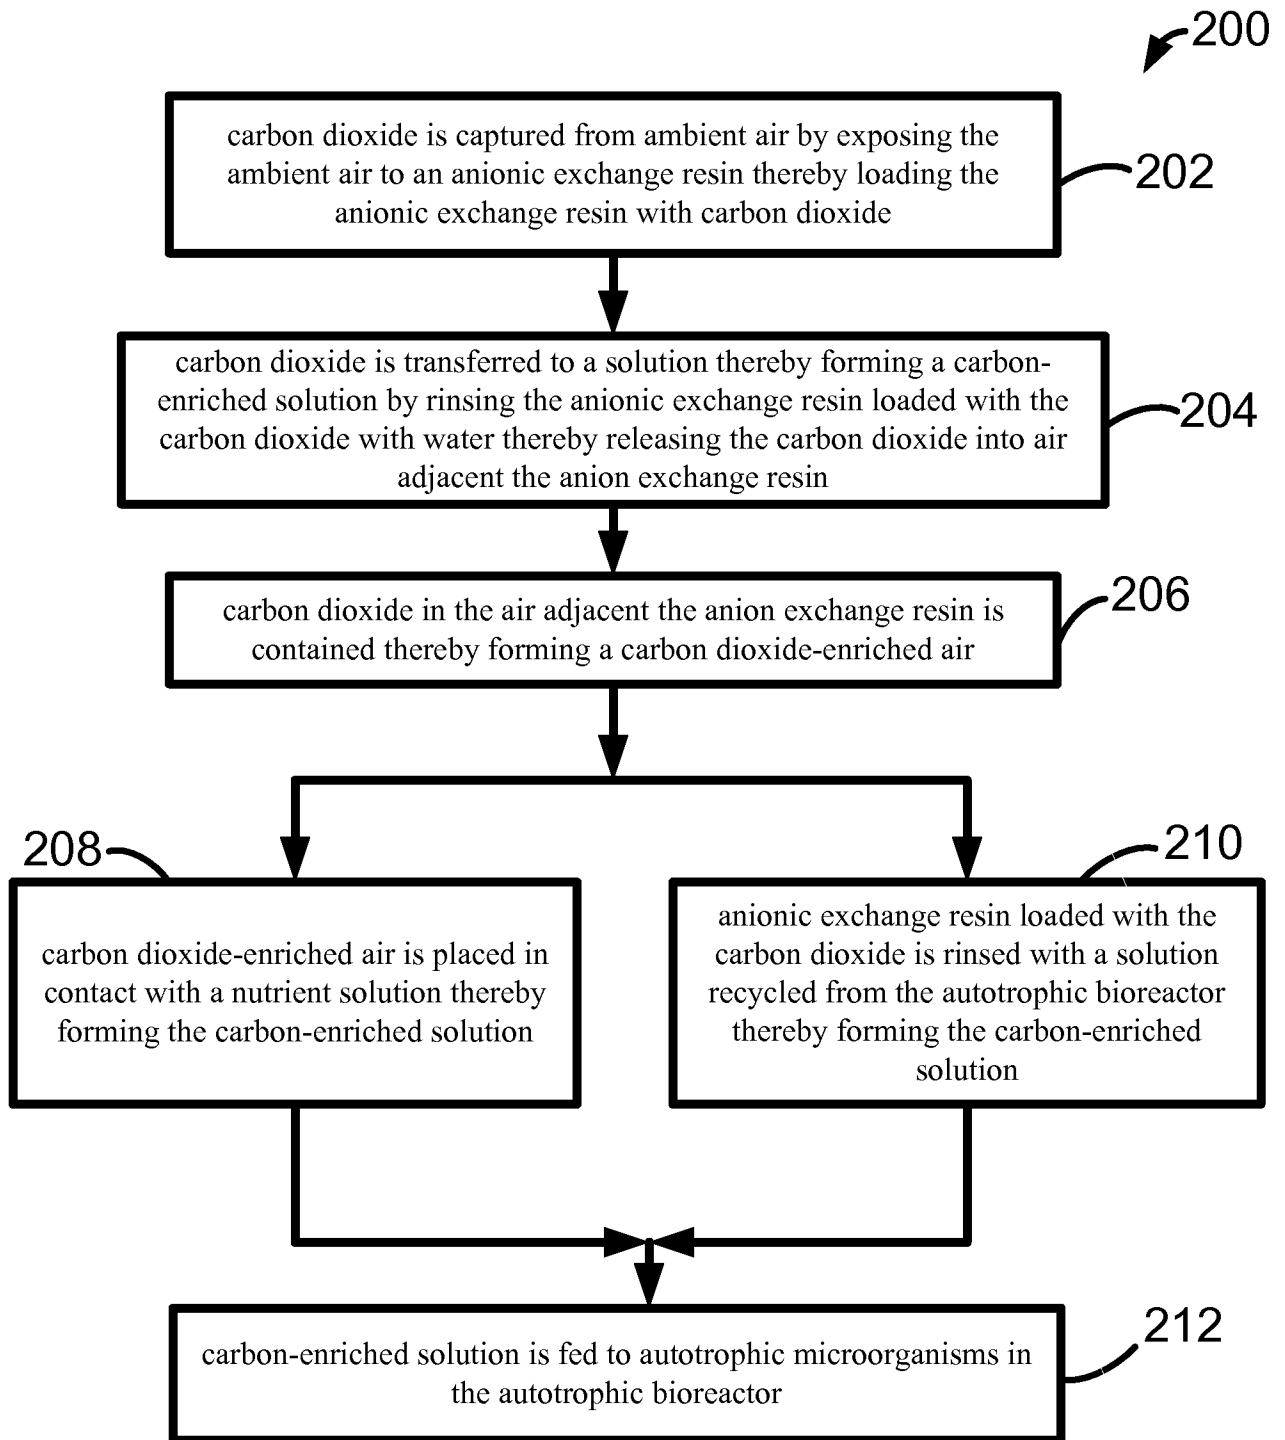 200
carbon dioxide is captured from ambient air by exposing the
ambient air to an anionic exchange resin thereby loading the
anionic exchange resin with carbon dioxide
202
carbon dioxide is transferred to a solution thereby forming a carbon-
enriched solution by rinsing the anionic exchange resin loaded with the
carbon dioxide with water thereby releasing the carbon dioxide into air
adjacent the anion exchange resin
204
carbon dioxide in the air adjacent the anion exchange resin is
contained thereby forming a carbon dioxide-enriched air
206
208
carbon dioxide-enriched air is placed in
contact with a nutrient solution thereby
forming the carbon-enriched solution
210
anionic exchange resin loaded with the
carbon dioxide is rinsed with a solution
recycled from the autotrophic bioreactor
thereby forming the carbon-enriched
solution
carbon-enriched solution is fed to autotrophic microorganisms in
the autotrophic bioreactor
212